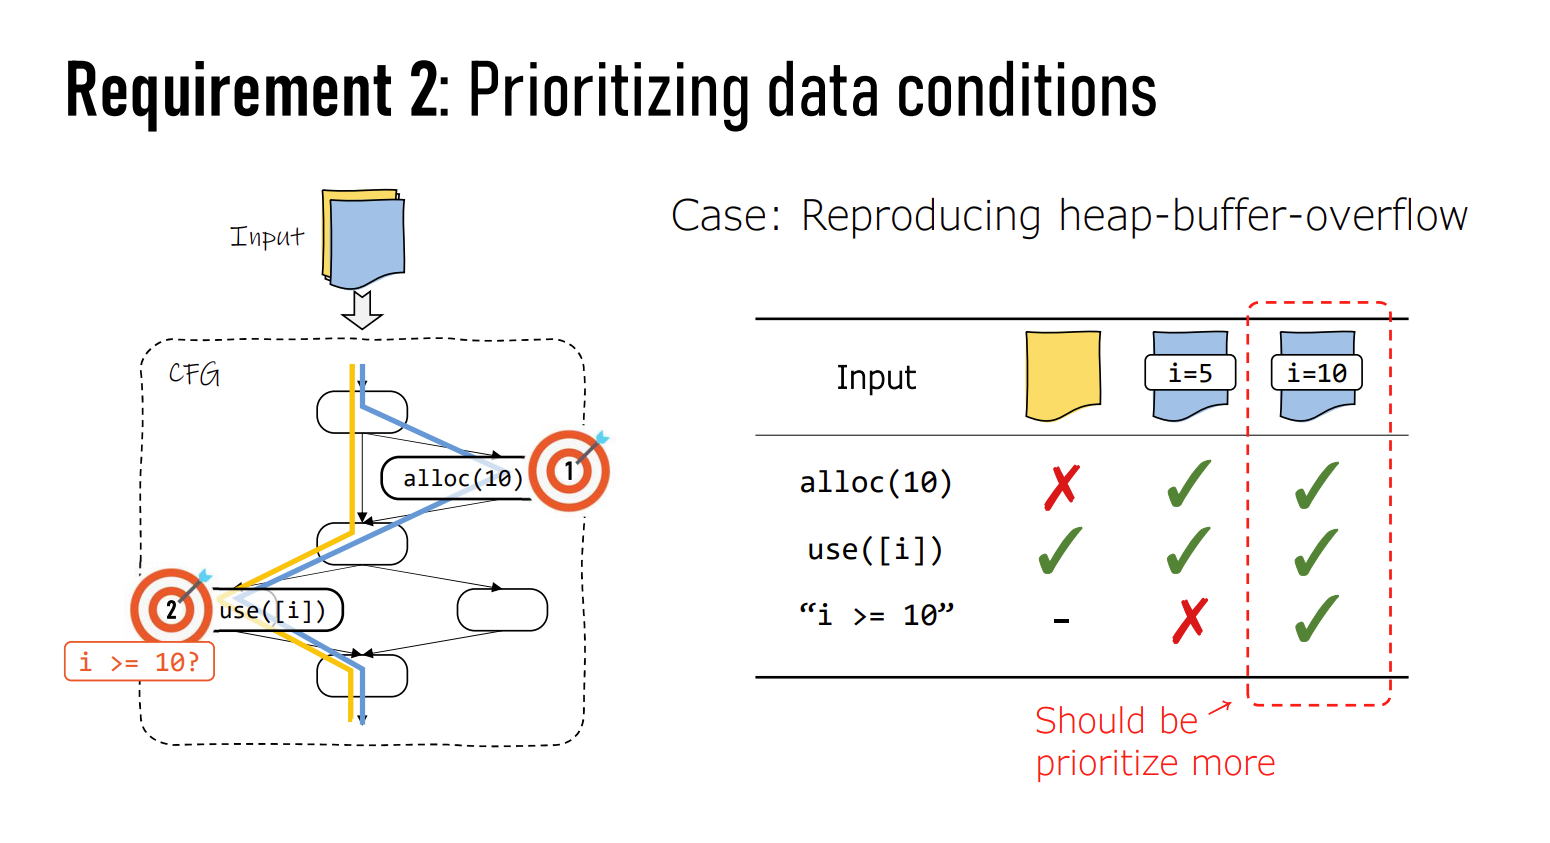 Requirement 2: Prioritizing data conditions
Input
Case: Reproducing heap-buffer-overflow
CFG
alloc(10)
1
2
use([i])
i >= 10?
Input
i=5
i=10
alloc(10)
use([i])
“i >= 10”
-
Should be
prioritize more